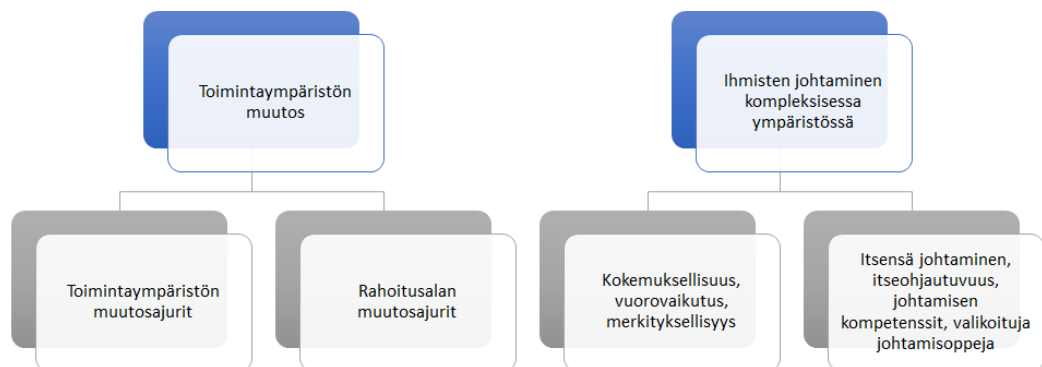 Toimintaympäristön
muutos
Ihmisten johtaminen
kompleksisessa
ympäristössä
Toimintaympäristön
muutosajurit
Rahoitusalan
muutosajurit
Kokemuksellisuus,
vuorovaikutus,
merkityksellisyys
Itsensä johtaminen,
itseohjautuvuus,
johtamisen
kompetenssit, valikoituja
johtamisoppeja